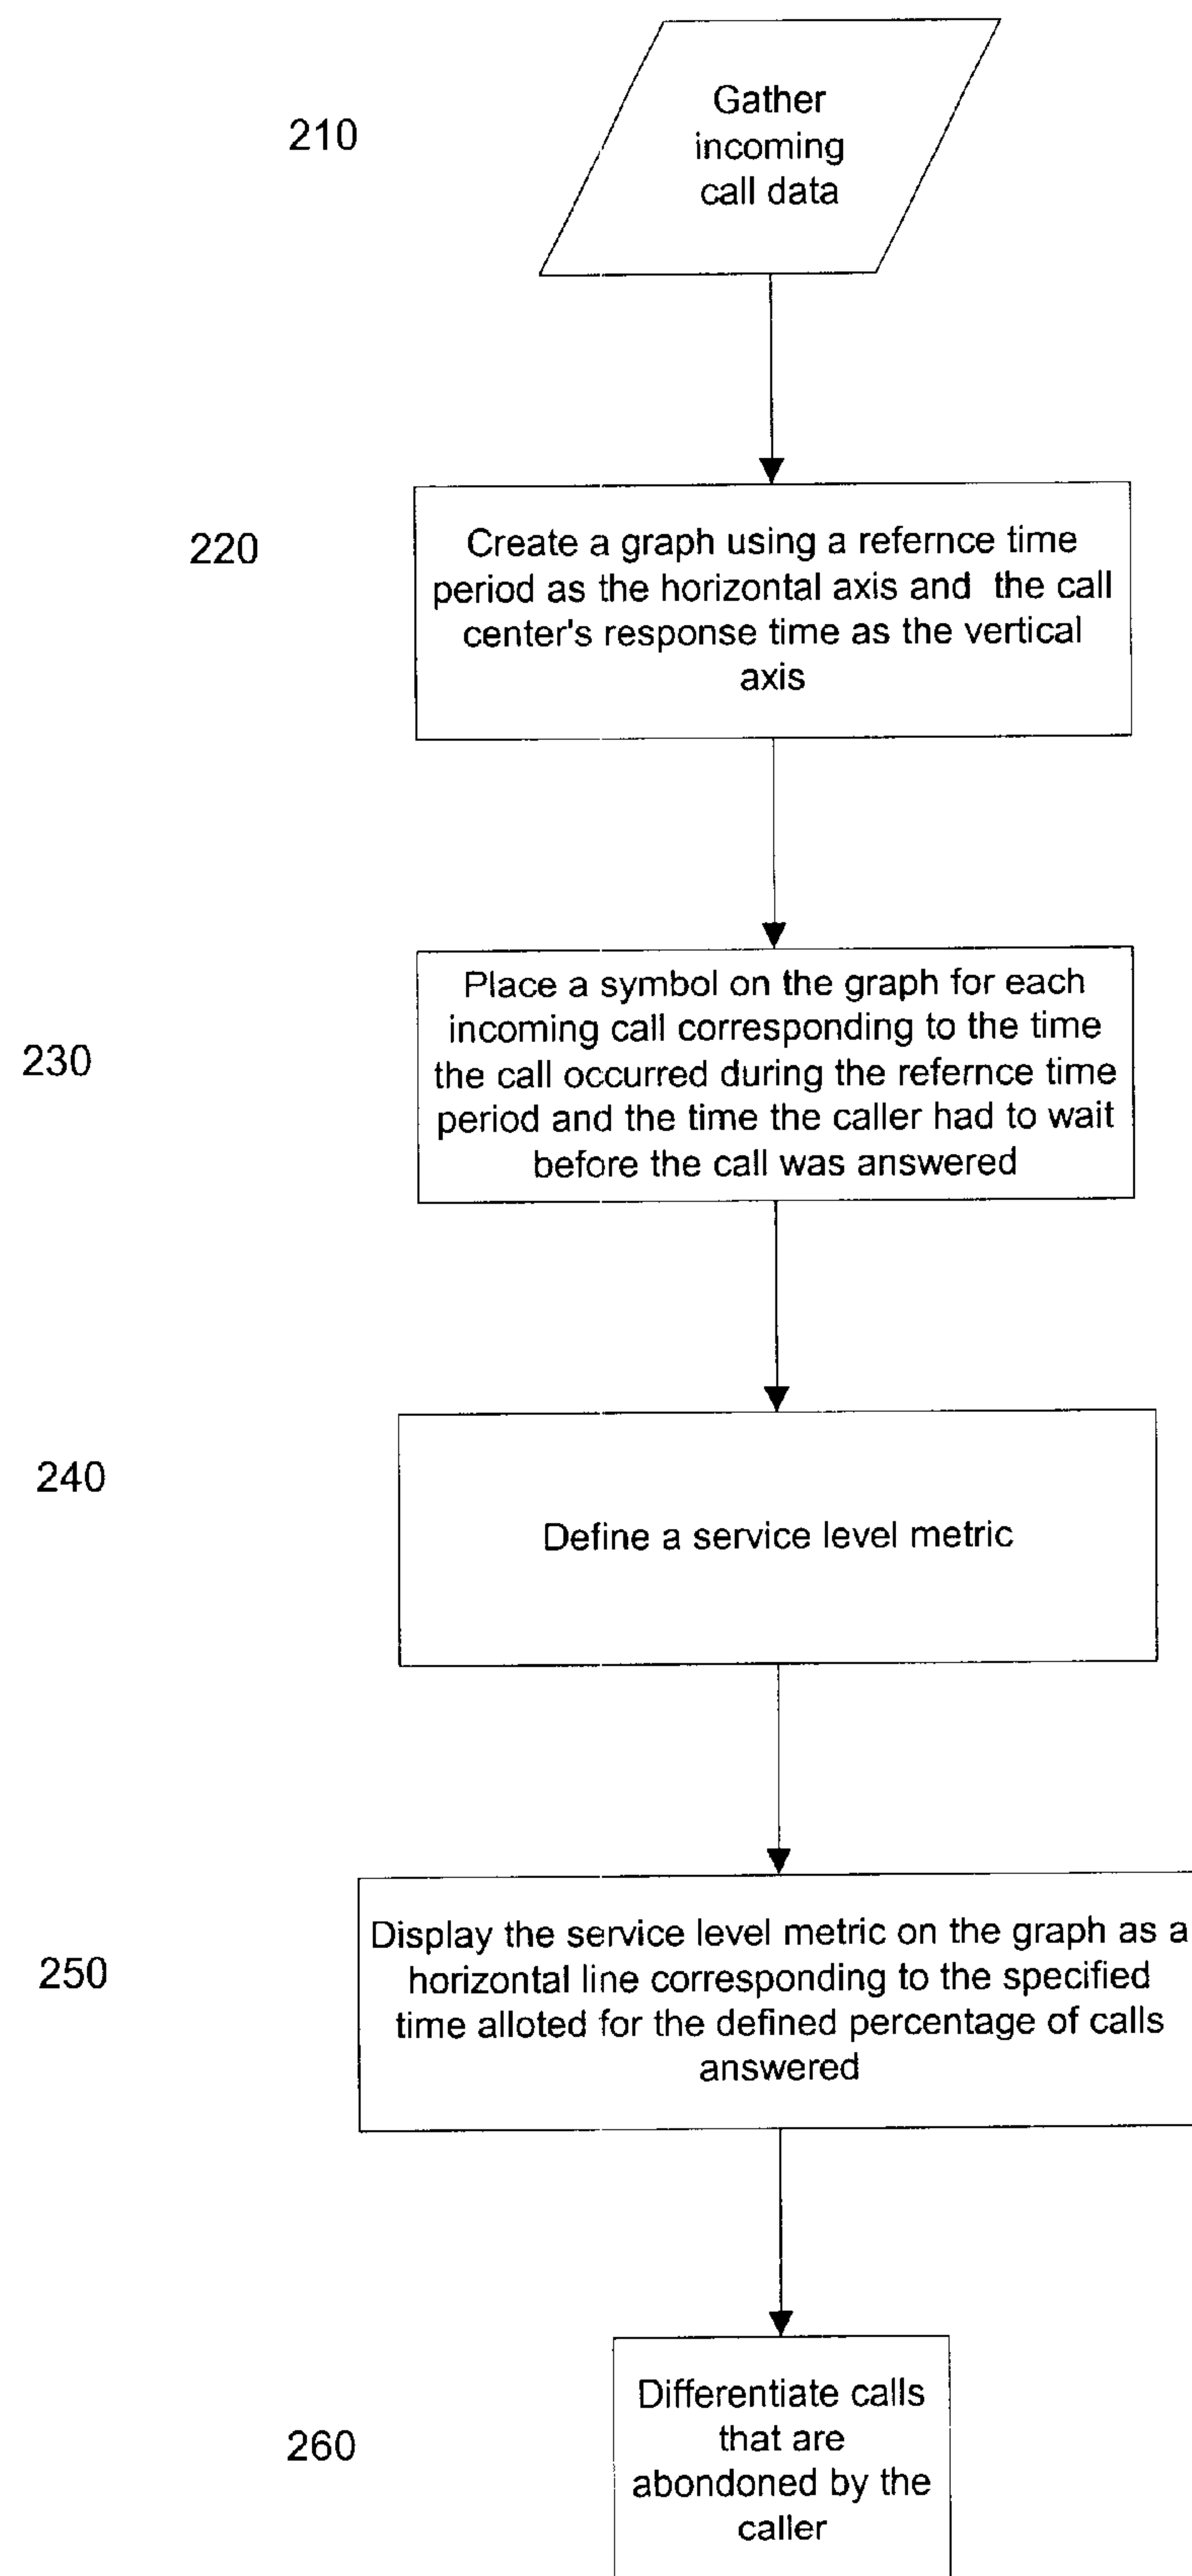 210
Gather
incoming
call data
220
Create a graph using a refernce time
period as the horizontal axis and the call
center's response time as the vertical
axis
230
Place a symbol on the graph for each
incoming call corresponding to the time
the call occurred during the refernce time
period and the time the caller had to wait
before the call was answered
240
Define a service level metric
250
Display the service level metric on the graph as a
horizontal line corresponding to the specified
time alloted for the defined percentage of calls
answered
260
Differentiate calls
that are
abondoned by the
caller